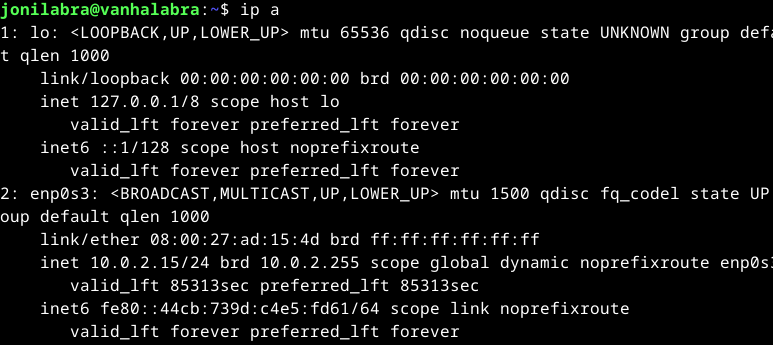 jonilabra@vanhalabra:~$ ip a
1: lo: <LOOPBACK,UP,LOWER_UP> mtu 65536 qdisc noqueue state UNKNOWN group defa
t qlen 1000
    link/loopback 00:00:00:00:00:00 brd 00:00:00:00:00:00
    inet 127.0.0.1/8 scope host lo
       valid_lft forever preferred_lft forever
    inet6 ::1/128 scope host noprefixroute
       valid_lft forever preferred_lft forever
2: enp0s3: <BROADCAST,MULTICAST,UP,LOWER_UP> mtu 1500 qdisc fq_codel state UP
oup default qlen 1000
    link/ether 08:00:27:ad:15:4d brd ff:ff:ff:ff:ff:ff
    inet 10.0.2.15/24 brd 10.0.2.255 scope global dynamic noprefixroute enp0s3
       valid_lft 85313sec preferred_lft 85313sec
    inet6 fe80::44cb:739d:c4e5:fd61/64 scope link noprefixroute
       valid_lft forever preferred_lft forever